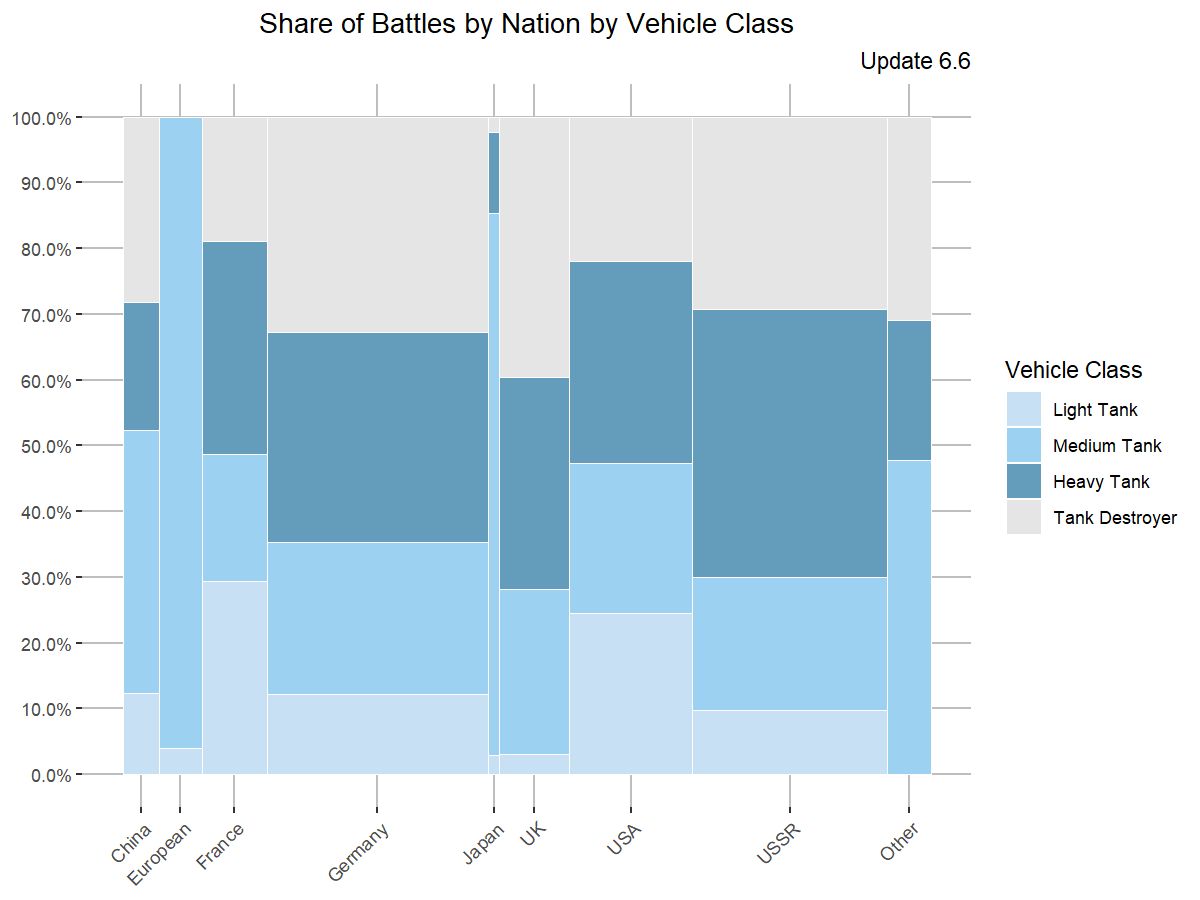 Share of Battles by Nation by Vehicle Class
Update 6.6
100.0%
90.0%
80.0%
70.0%
60.0%
50.0%
40.0%
30.0%
20.0%
10.0%
0.0%
China
European
France
Germany
Japan
UK
USA
USSR
Other
Vehicle Class
Light Tank
Medium Tank
Heavy Tank
Tank Destroyer